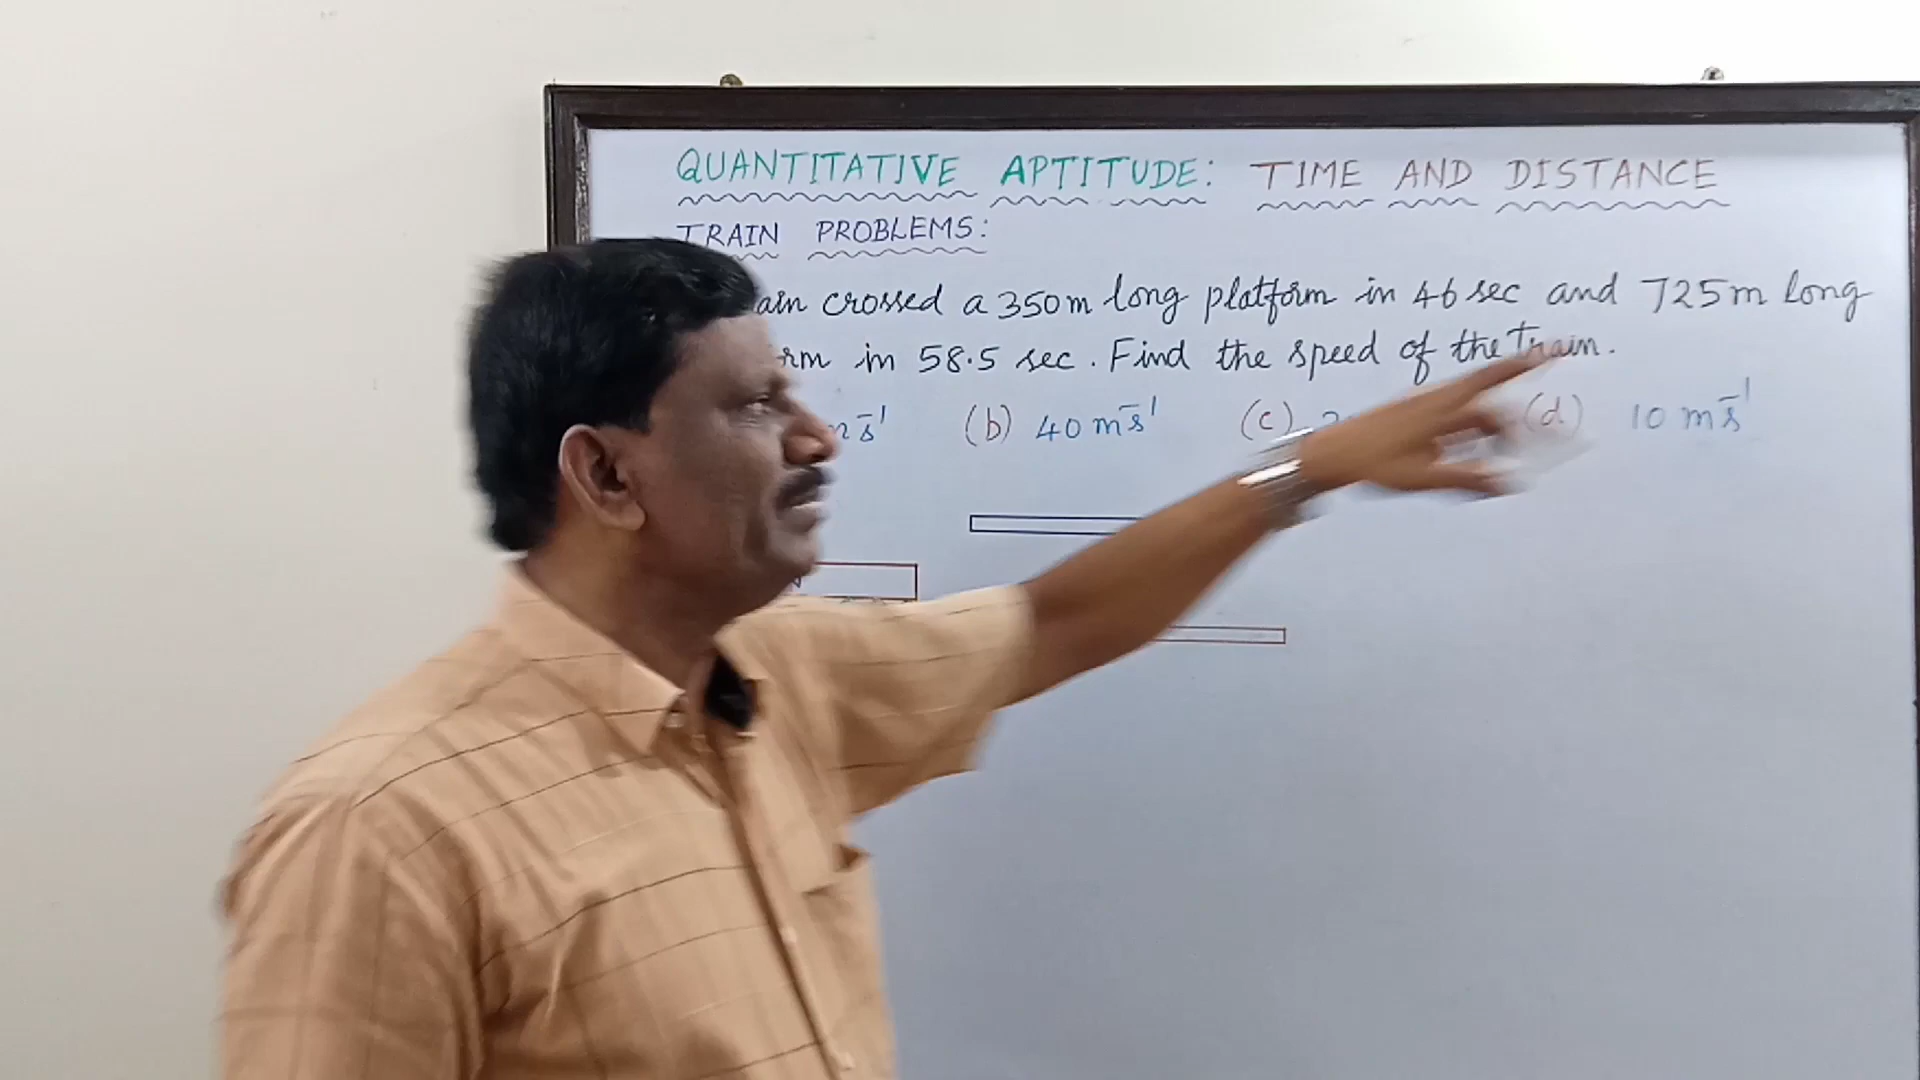 QUANTITATIVE APTITUDE: TIME AND DISTANCE
TRAIN PROBLEMS:
crossed a 350m long platform in 46 sec and 725m long
in 58.5 sec. Find the speed of the train.
(b) 40 ms⁻¹ (c) (d) 10 ms⁻¹